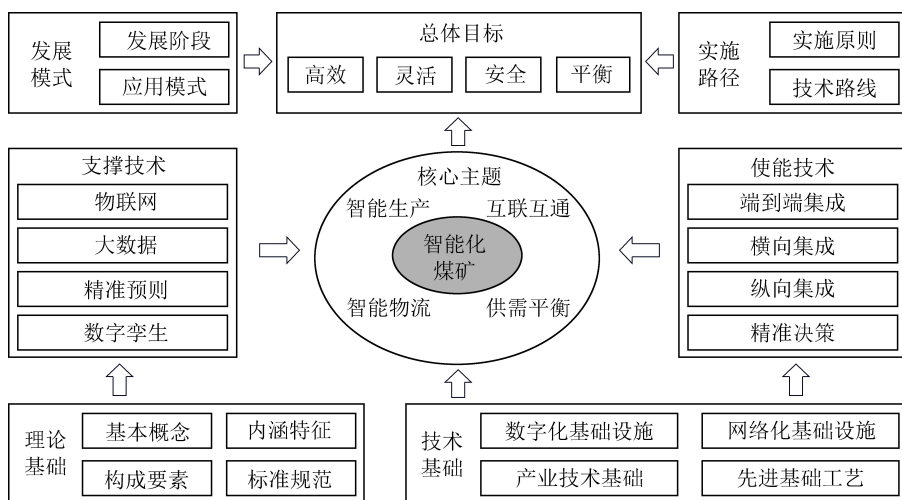 发展
模式
发展阶段
应用模式
总体目标
高效
灵活
安全
平衡
实施
路径
实施原则
技术路线
支撑技术
物联网
大数据
精准预则
数字孪生
核心主题
智能生产
互联互通
智能化
煤矿
智能物流
供需平衡
使能技术
端到端集成
横向集成
纵向集成
精准决策
理论
基础
基本概念
内涵特征
构成要素
标准规范
技术
基础
数字化基础设施
网络化基础设施
产业技术基础
先进基础工艺